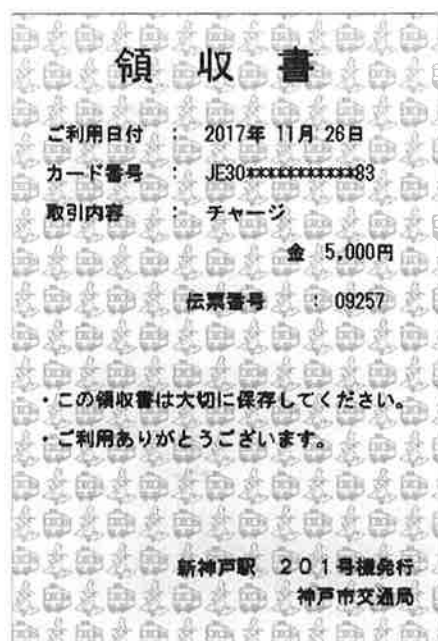 領 収 書
ご利用日付 : 2017年 11月 26日
カード番号 : JE30***********83
取引内容 : チャージ
金 5,000円
伝票番号 : 09257
・この領収書は大切に保存してください。
・ご利用ありがとうございます。
新神戸駅 201号機発行
神戸市交通局